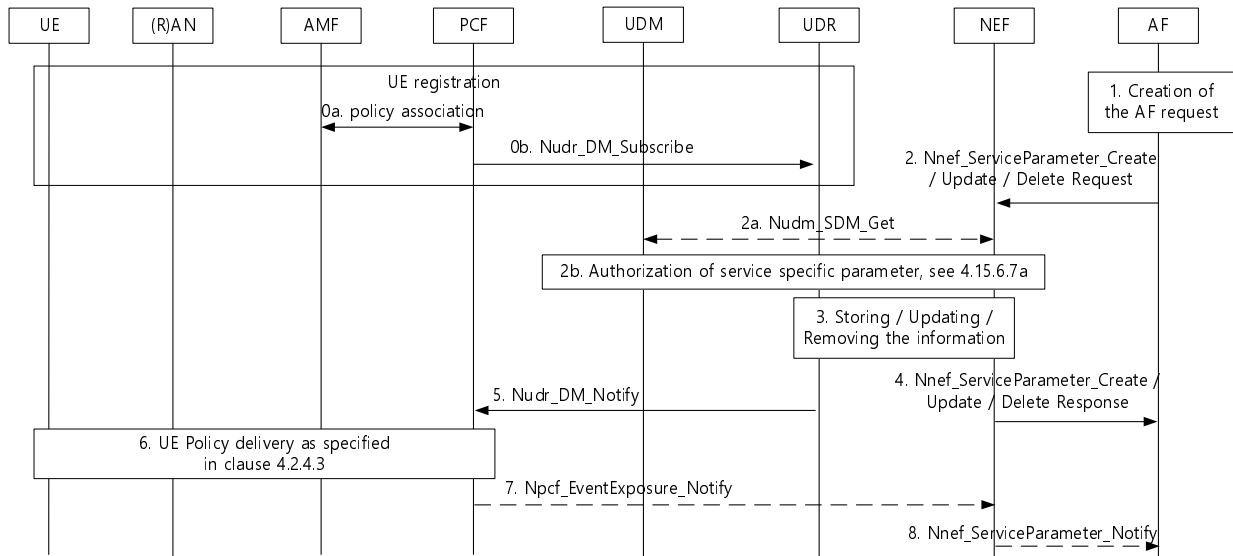 UE
(R)AN
AMF
PCF
UDM
UDR
NEF
AF
UE registration
0a. policy association
0b. Nudr_DM_Subscribe
1. Creation of
the AF request
2. Nnef_ServiceParameter_Create
/ Update / Delete Request
2a. Nudm_SDM_Get
2b. Authorization of service specific parameter, see 4.15.6.7a
3. Storing / Updating /
Removing the information
4. Nnef_ServiceParameter_Create /
Update / Delete Response
5. Nudr_DM_Notify
6. UE Policy delivery as specified
in clause 4.2.4.3
7. Npcf_EventExposure_Notify
8. Nnef_ServiceParameter_Notify